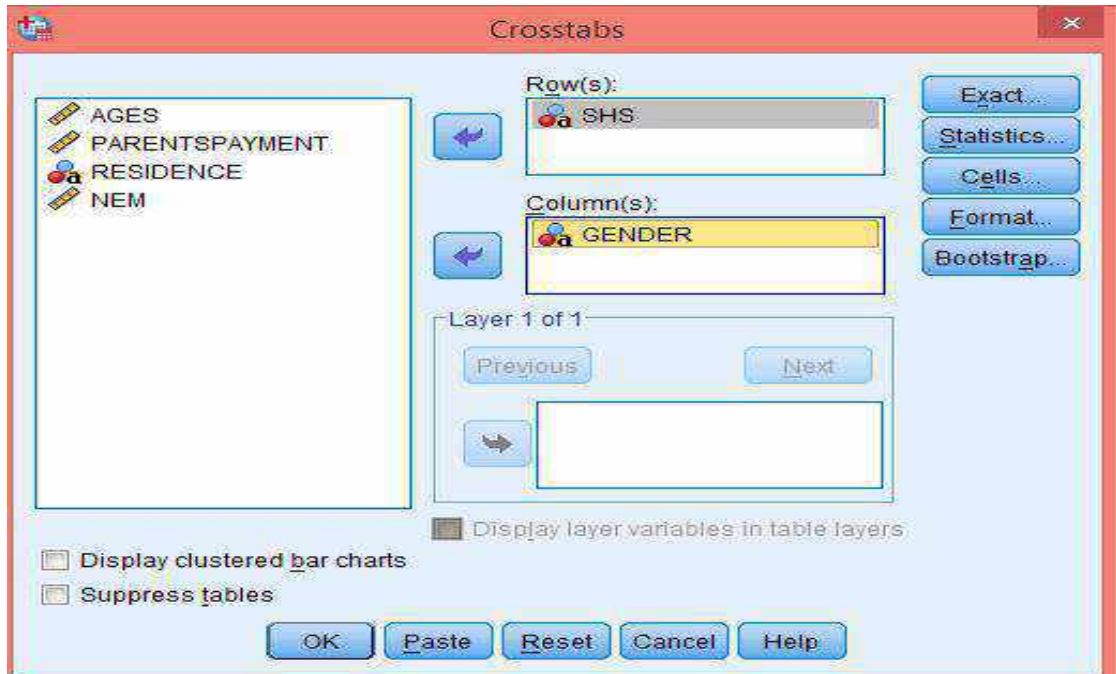 Crosstabs
AGES
PARENTSPAYMENT
RESIDENCE
NEM
Row(s):
SHS
Column(s):
GENDER
Layer 1 of 1
Previous
Next
Display layer variables in table layers
Exact...
Statistics...
Cells...
Format...
Bootstrap...
Display clustered bar charts
Suppress tables
OK
Paste
Reset
Cancel
Help